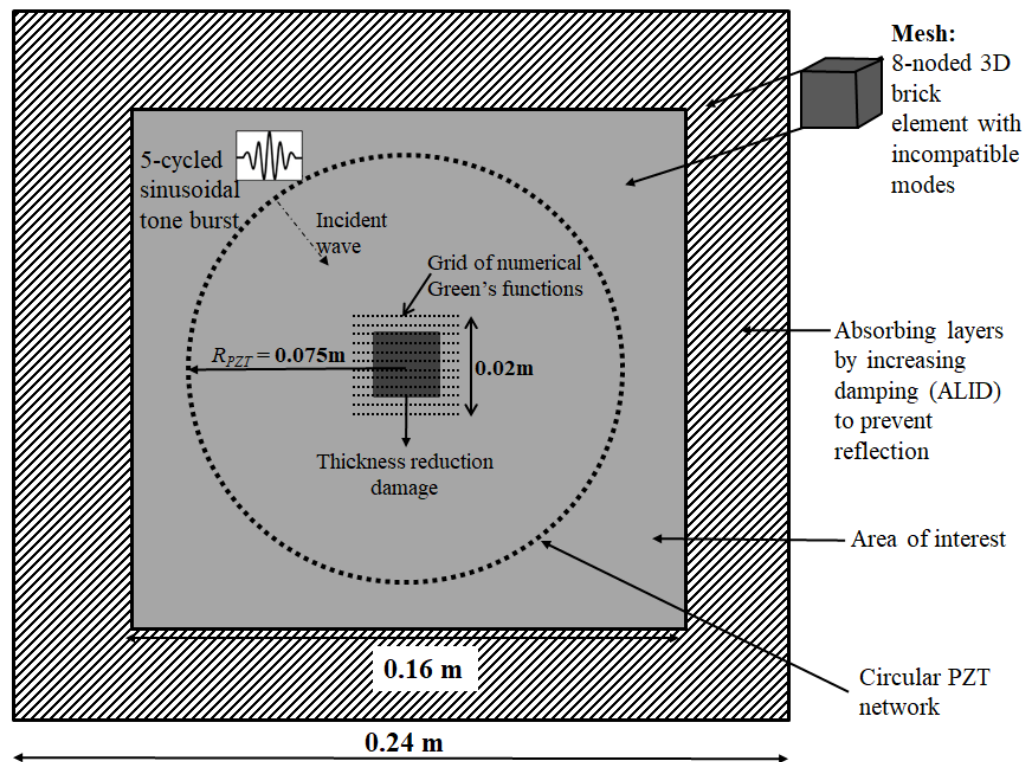 Mesh:
8-noded 3D
brick
element with
incompatible
modes
5-cycled
sinusoidal
tone burst
Incident
wave
Grid of numerical
Green's functions
R_PZT = 0.075m
0.02m
Thickness reduction
damage
Absorbing layers
by increasing
damping (ALID)
to prevent
reflection
Area of interest
0.16 m
Circular PZT
network
0.24 m